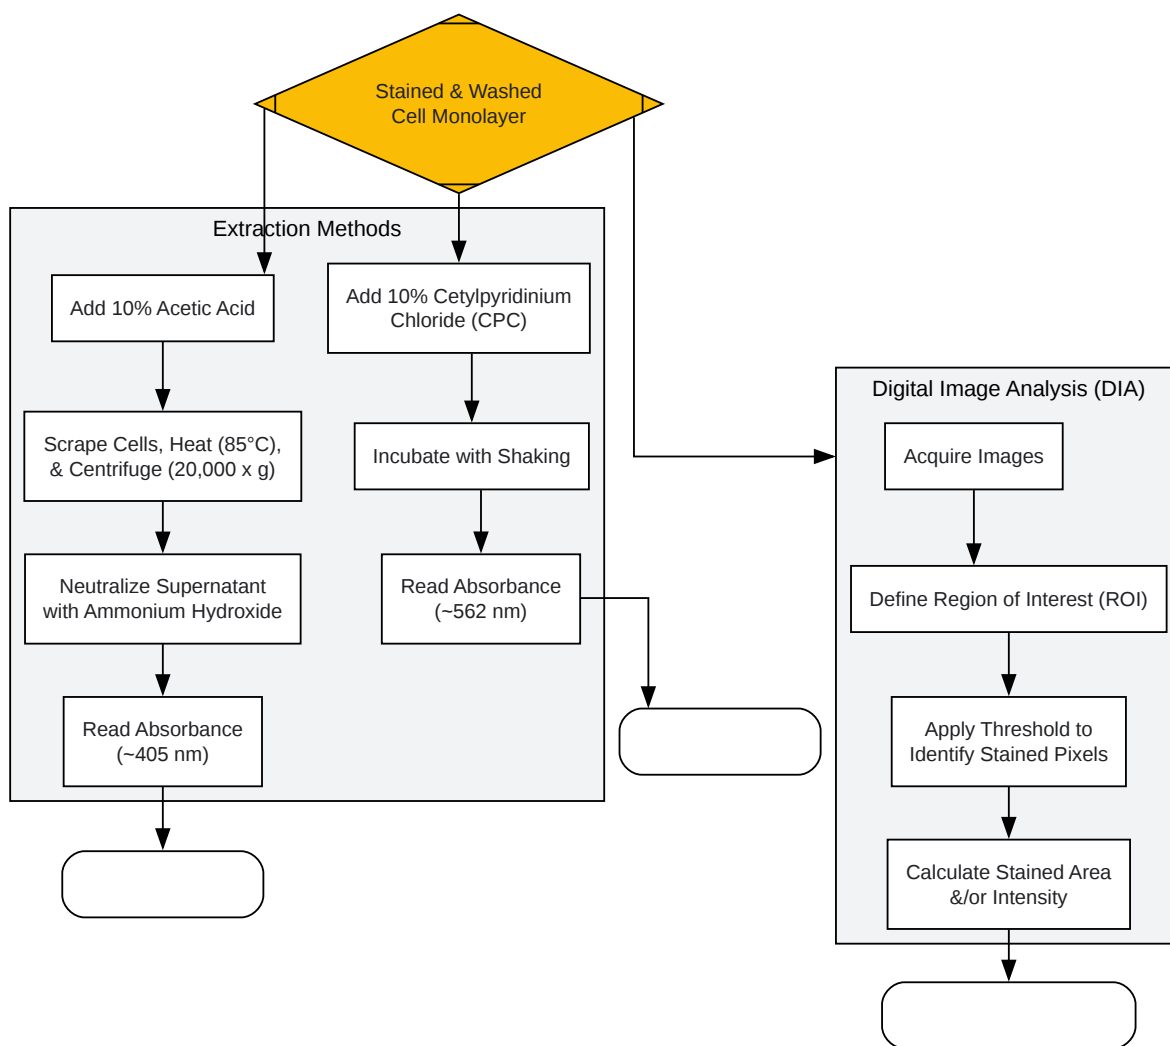 Stained & Washed
Cell Monolayer
Extraction Methods
Add 10% Acetic Acid
Scrape Cells, Heat (85°C),
& Centrifuge (20,000 x g)
Neutralize Supernatant
with Ammonium Hydroxide
Read Absorbance
(~405 nm)
Add 10% Cetylpyridinium
Chloride (CPC)
Incubate with Shaking
Read Absorbance
(~562 nm)
Digital Image Analysis (DIA)
Acquire Images
Define Region of Interest (ROI)
Apply Threshold to
Identify Stained Pixels
Calculate Stained Area
&/or Intensity